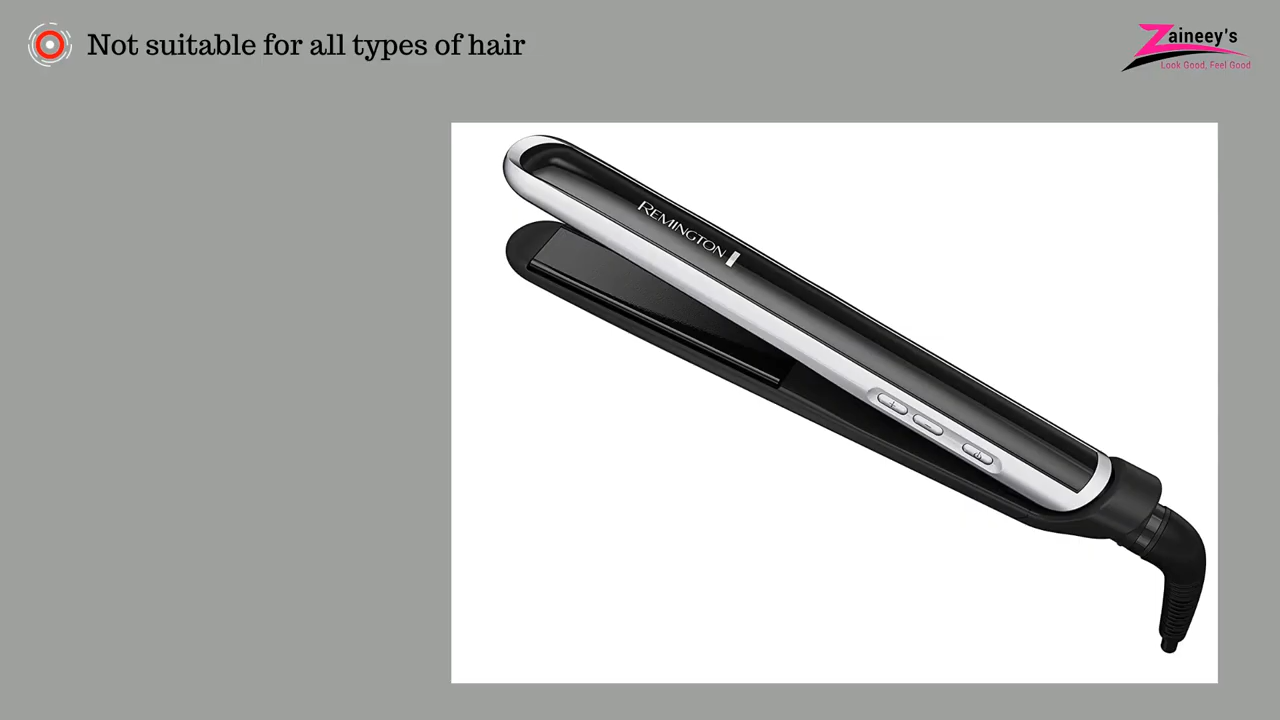 Not suitable for all types of hair
Zaineey's
Look Good, Feel Good
REMINGTON